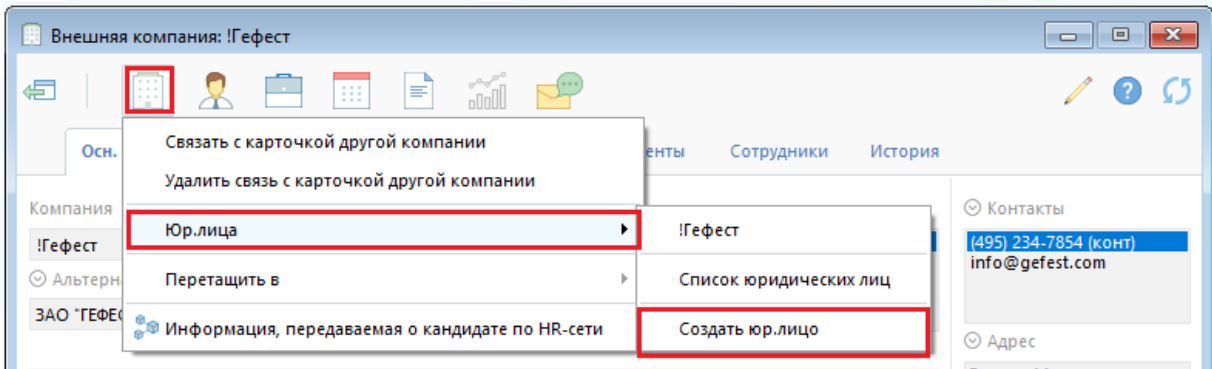 Внешняя компания: !Гефест
Осн.
енты
Сотрудники
История
Связать с карточкой другой компании
Удалить связь с карточкой другой компании
Юр.лица
Перетащить в
Информация, передаваемая о кандидате по HR-сети
!Гефест
Список юридических лиц
Создать юр.лицо
Компания
!Гефест
Альтерн
ЗАО "ГЕФЕС
Контакты
(495) 234-7854 (конт)
info@gefest.com
Адрес